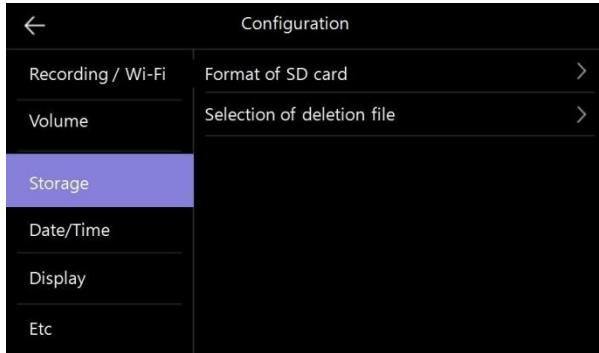 Configuration
Recording / Wi-Fi
Volume
Storage
Date/Time
Display
Etc
Format of SD card
Selection of deletion file